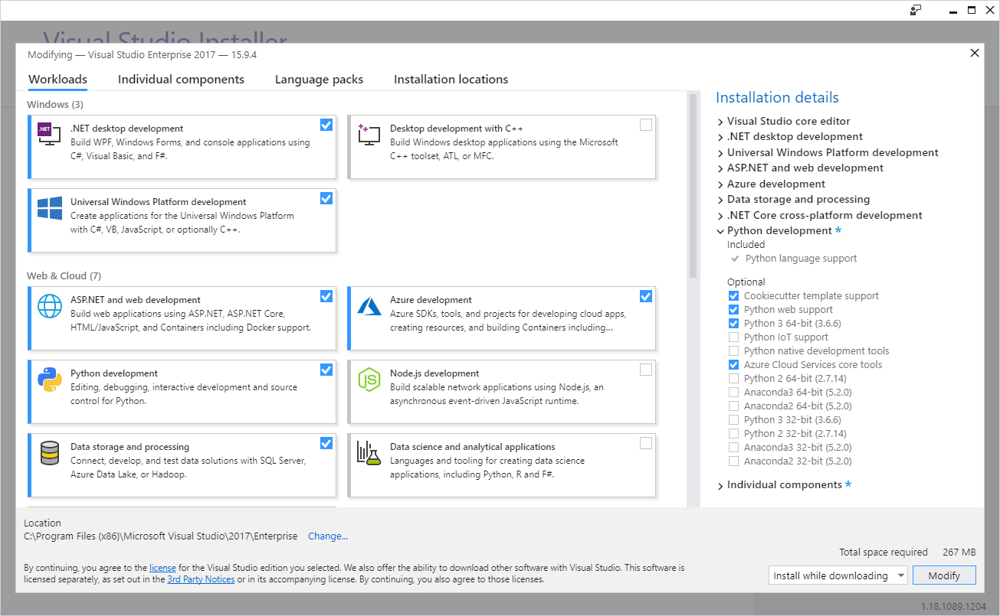 Visual Studio Installer
Modifying — Visual Studio Enterprise 2017 — 15.9.4
Workloads
Individual components
Language packs
Installation locations
Windows (3)
.NET
.NET desktop development
Build WPF, Windows Forms, and console applications using
C#, Visual Basic, and F#.
Desktop development with C++
Build Windows desktop applications using the Microsoft
C++ toolset, ATL, or MFC.
Universal Windows Platform development
Create applications for the Universal Windows Platform
with C#, VB, JavaScript, or optionally C++.
Web & Cloud (7)
ASP.NET and web development
Build web applications using ASP.NET, ASP.NET Core,
HTML/JavaScript, and Containers including Docker support.
Azure development
Azure SDKs, tools, and projects for developing cloud apps,
creating resources, and building Containers including...
Python development
Editing, debugging, interactive development and source
control for Python.
JS
Node.js development
Build scalable network applications using Node.js, an
asynchronous event-driven JavaScript runtime.
Data storage and processing
Connect, develop, and test data solutions with SQL Server,
Azure Data Lake, or Hadoop.
Data science and analytical applications
Languages and tooling for creating data science
applications, including Python, R and F#.
Installation details
Visual Studio core editor
.NET desktop development
Universal Windows Platform development
ASP.NET and web development
Azure development
Data storage and processing
.NET Core cross-platform development
Python development *
Included
Python language support
Optional
Cookiecutter template support
Python web support
Python 3 64-bit (3.6.6)
Python IoT support
Python native development tools
Azure Cloud Services core tools
Python 2 64-bit (2.7.14)
Anaconda3 64-bit (5.2.0)
Anaconda2 64-bit (5.2.0)
Python 3 32-bit (3.6.6)
Python 2 32-bit (2.7.14)
Anaconda3 32-bit (5.2.0)
Anaconda2 32-bit (5.2.0)
Individual components *
Location
C:\Program Files (x86)\Microsoft Visual Studio\2017\Enterprise Change...
Total space required 267 MB
By continuing, you agree to the license for the Visual Studio edition you selected. We also offer the ability to download other software with Visual Studio. This software is
licensed separately, as set out in the 3rd Party Notices or in its accompanying license. By continuing, you also agree to those licenses.
Install while downloading
Modify
1.18.1089.1204